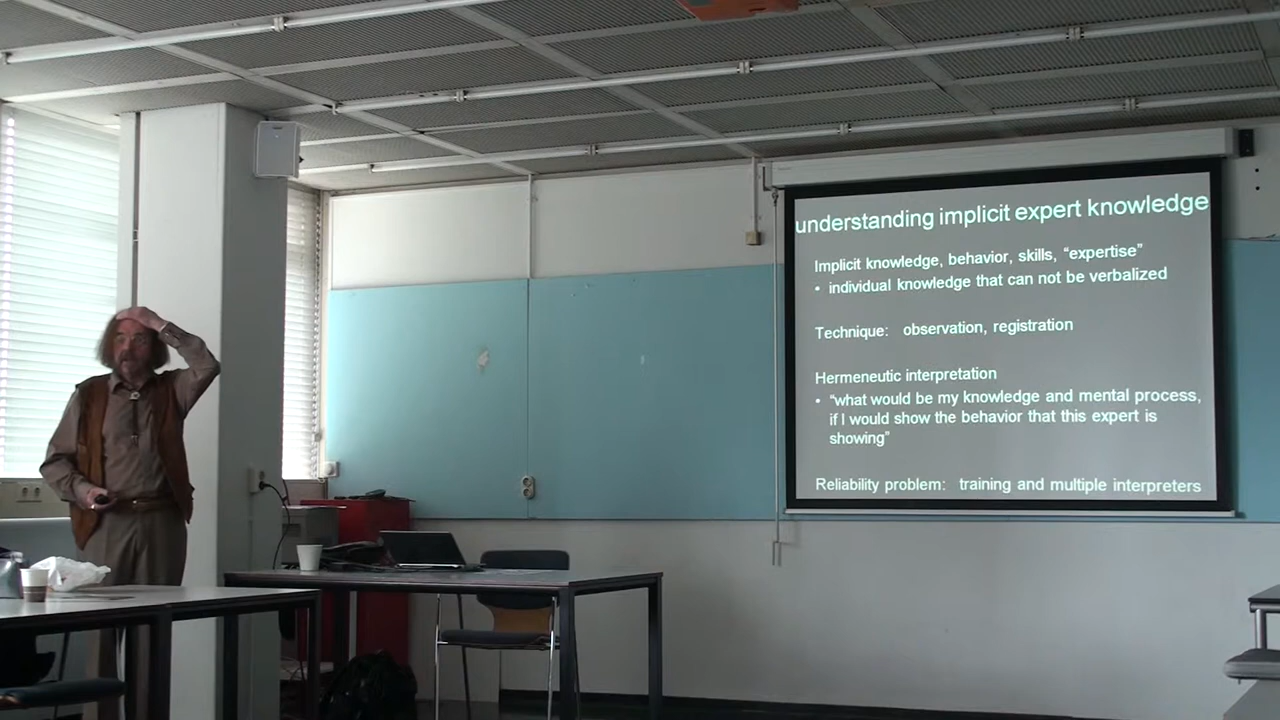 understanding implicit expert knowledge
Implicit knowledge, behavior, skills, “expertise”
• individual knowledge that can not be verbalized
Technique: observation, registration
Hermeneutic interpretation
• “what would be my knowledge and mental process,
if I would show the behavior that this expert is
showing”
Reliability problem: training and multiple interpreters